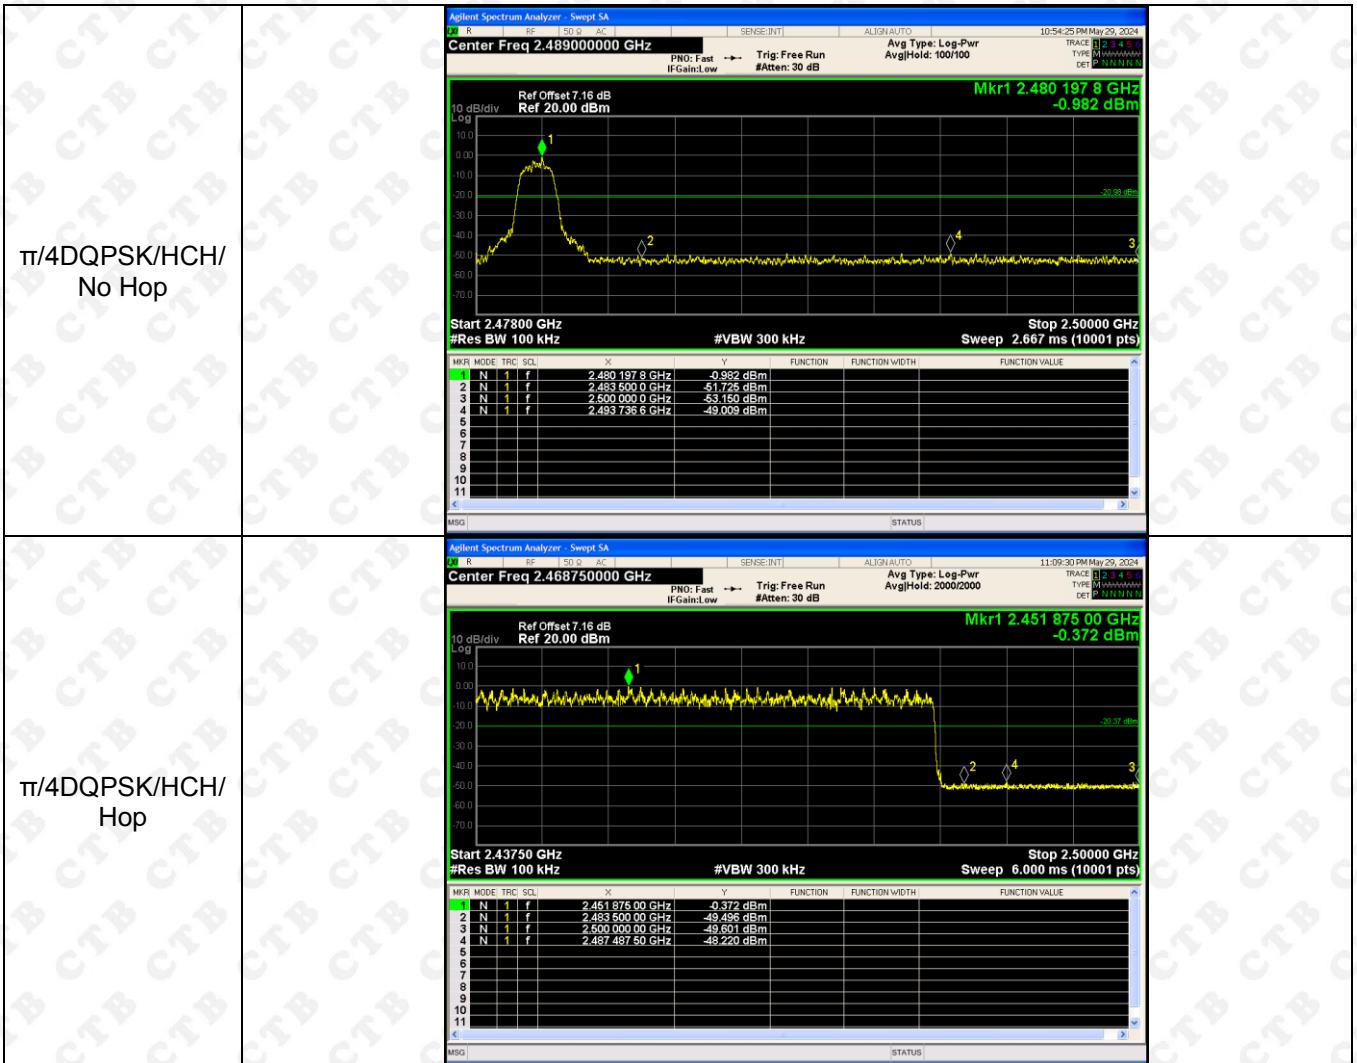 π/4DQPSK/HCH/
No Hop
Agilent Spectrum Analyzer - Swept SA
R RF 50 Ω AC SENSE:INT ALIGN AUTO 10:54:25 PM May 29, 2024
Center Freq 2.489000000 GHz
PNO: Fast
IFGain:Low
Trig: Free Run
#Atten: 30 dB
Avg Type: Log-Pwr
Avg|Hold: 100/100
TRACE 1 2 3 4 5 6
TYPE M
DET P N N N N N
Mkr1 2.480 197 8 GHz
-0.982 dBm
Ref Offset 7.16 dB
10 dB/div Ref 20.00 dBm
Log
10.0
0.00
-10.0
-20.0
-30.0
-40.0
-50.0
-60.0
-70.0
1
2
4
3
-20.98 dBm
Start 2.47800 GHz Stop 2.50000 GHz
#Res BW 100 kHz #VBW 300 kHz Sweep 2.667 ms (10001 pts)
MKR MODE TRC SCL X Y FUNCTION FUNCTION WIDTH FUNCTION VALUE
1 N 1 f 2.480 197 8 GHz -0.982 dBm
2 N 1 f 2.483 500 0 GHz -51.725 dBm
3 N 1 f 2.500 000 0 GHz -53.150 dBm
4 N 1 f 2.493 736 6 GHz -49.009 dBm
5
6
7
8
9
10
11
MSG STATUS
π/4DQPSK/HCH/
Hop
Agilent Spectrum Analyzer - Swept SA
R RF 50 Ω AC SENSE:INT ALIGN AUTO 11:09:30 PM May 29, 2024
Center Freq 2.468750000 GHz
PNO: Fast
IFGain:Low
Trig: Free Run
#Atten: 30 dB
Avg Type: Log-Pwr
Avg|Hold: 2000/2000
TRACE 1 2 3 4 5 6
TYPE M
DET P N N N N N
Mkr1 2.451 875 00 GHz
-0.372 dBm
Ref Offset 7.16 dB
10 dB/div Ref 20.00 dBm
Log
10.0
0.00
-10.0
-20.0
-30.0
-40.0
-50.0
-60.0
-70.0
1
2
4
3
-20.37 dBm
Start 2.43750 GHz Stop 2.50000 GHz
#Res BW 100 kHz #VBW 300 kHz Sweep 6.000 ms (10001 pts)
MKR MODE TRC SCL X Y FUNCTION FUNCTION WIDTH FUNCTION VALUE
1 N 1 f 2.451 875 00 GHz -0.372 dBm
2 N 1 f 2.483 500 00 GHz -49.496 dBm
3 N 1 f 2.500 000 00 GHz -49.601 dBm
4 N 1 f 2.487 487 50 GHz -48.220 dBm
5
6
7
8
9
10
11
MSG STATUS